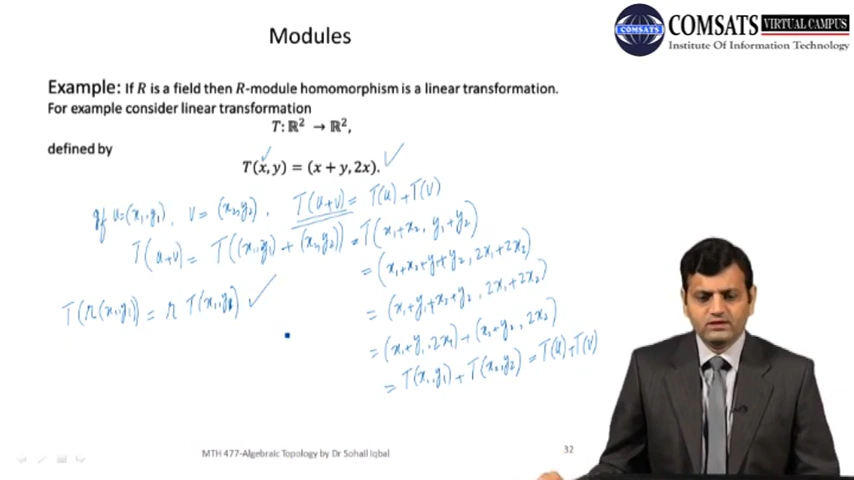 Modules
COMSATS VIRTUAL CAMPUS
Institute Of Information Technology
Example: If R is a field then R-module homomorphism is a linear transformation.
For example consider linear transformation
T: ℝ² → ℝ²,
defined by
T(x, y) = (x + y, 2x).
If u=(x₁,y₁), v=(x₂,y₂), T(u+v)=T(u)+T(v)
T(u+v) = T((x₁,y₁)+(x₂,y₂)) = T(x₁+x₂, y₁+y₂)
= (x₁+x₂+y₁+y₂, 2x₁+2x₂)
T(r(x₁,y₁)) = r T(x₁,y₁)
= (x₁+y₁+x₂+y₂, 2x₁+2x₂)
= (x₁+y₁, 2x₁)+(x₂+y₂, 2x₂)
= T(x₁,y₁)+T(x₂,y₂) = T(u)+T(v)
MTH 477-Algebraic Topology by Dr Sohail Iqbal
32